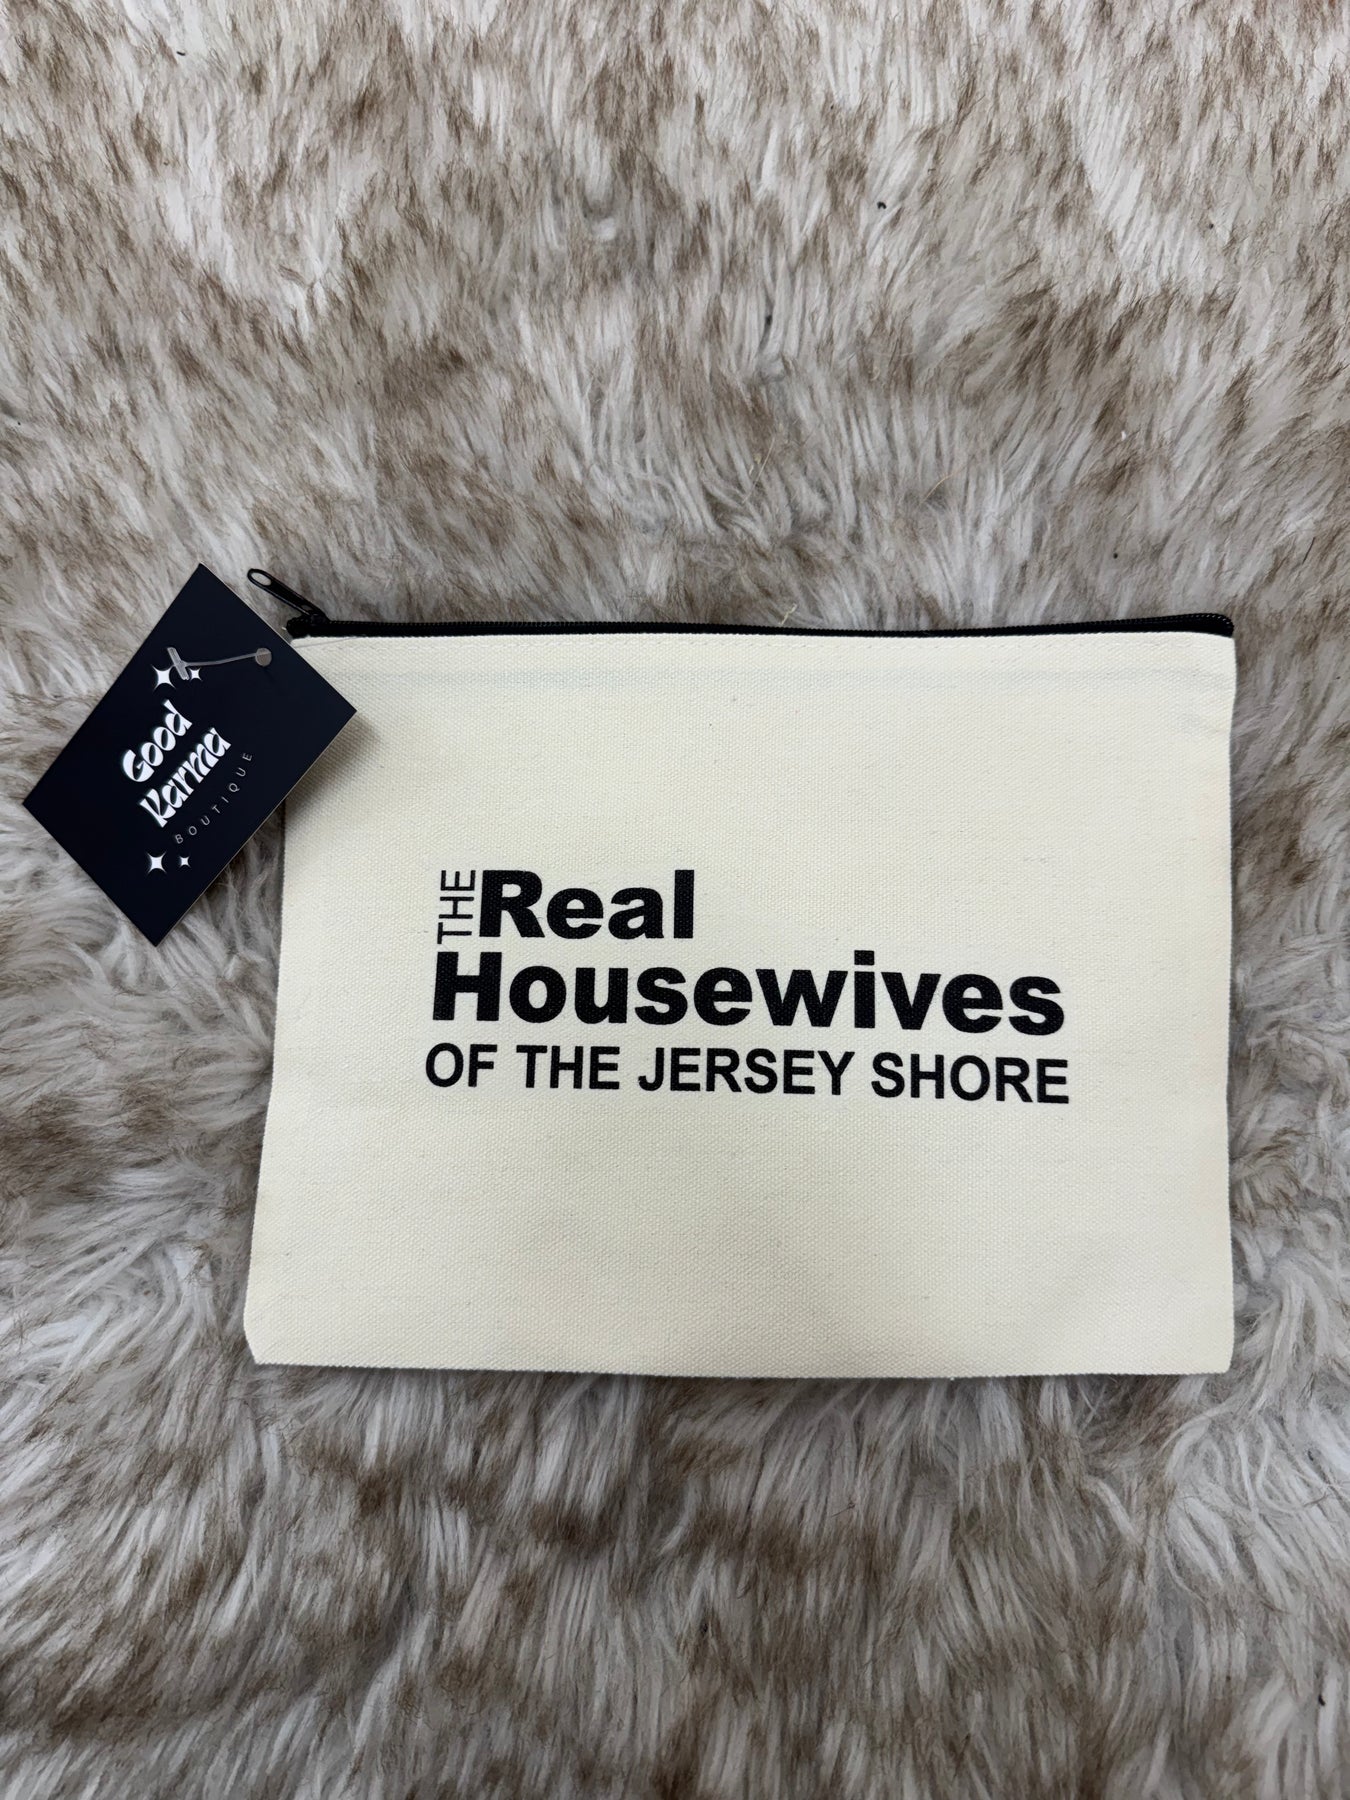 Good
Karma
BOUTIQUE
THE Real
Housewives
OF THE JERSEY SHORE